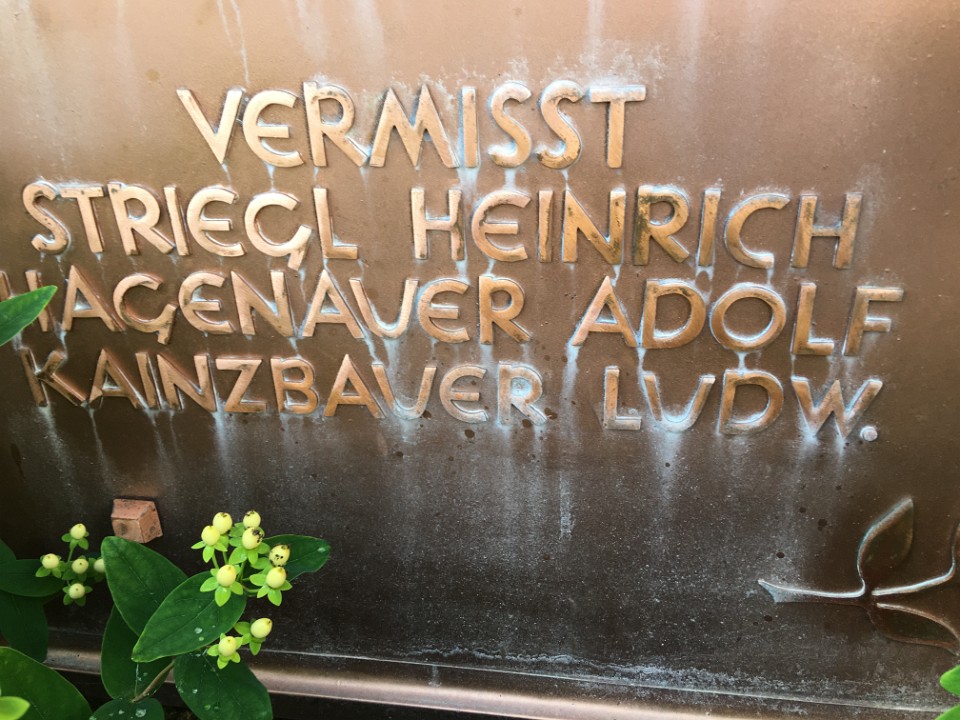 VERMISST
STRIEGL HEINRICH
HAGENAUER ADOLF
KAINZBAUER LUDW.